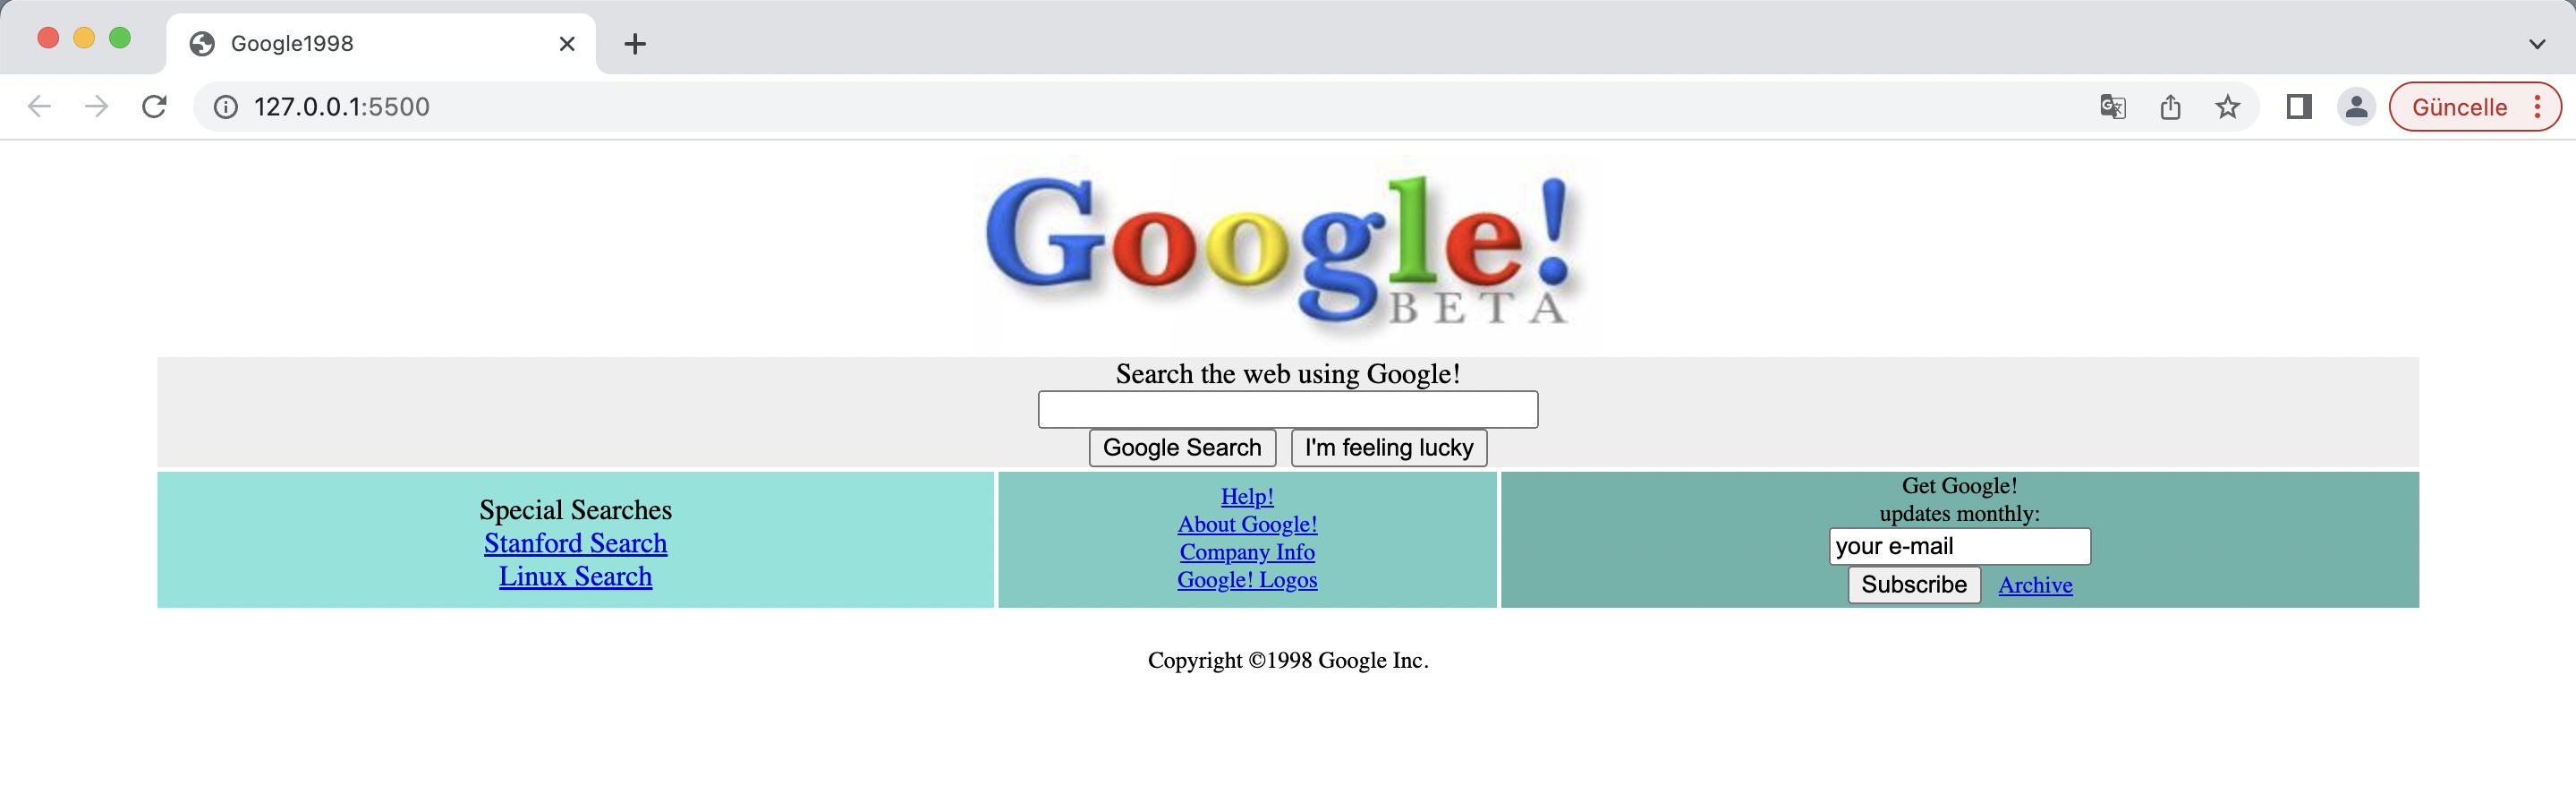 Google1998
127.0.0.1:5500
Güncelle
Google!
BETA
Search the web using Google!
Google Search I'm feeling lucky
Special Searches
Stanford Search
Linux Search
Help!
About Google!
Company Info
Google! Logos
Get Google!
updates monthly:
your e-mail
Subscribe Archive
Copyright ©1998 Google Inc.